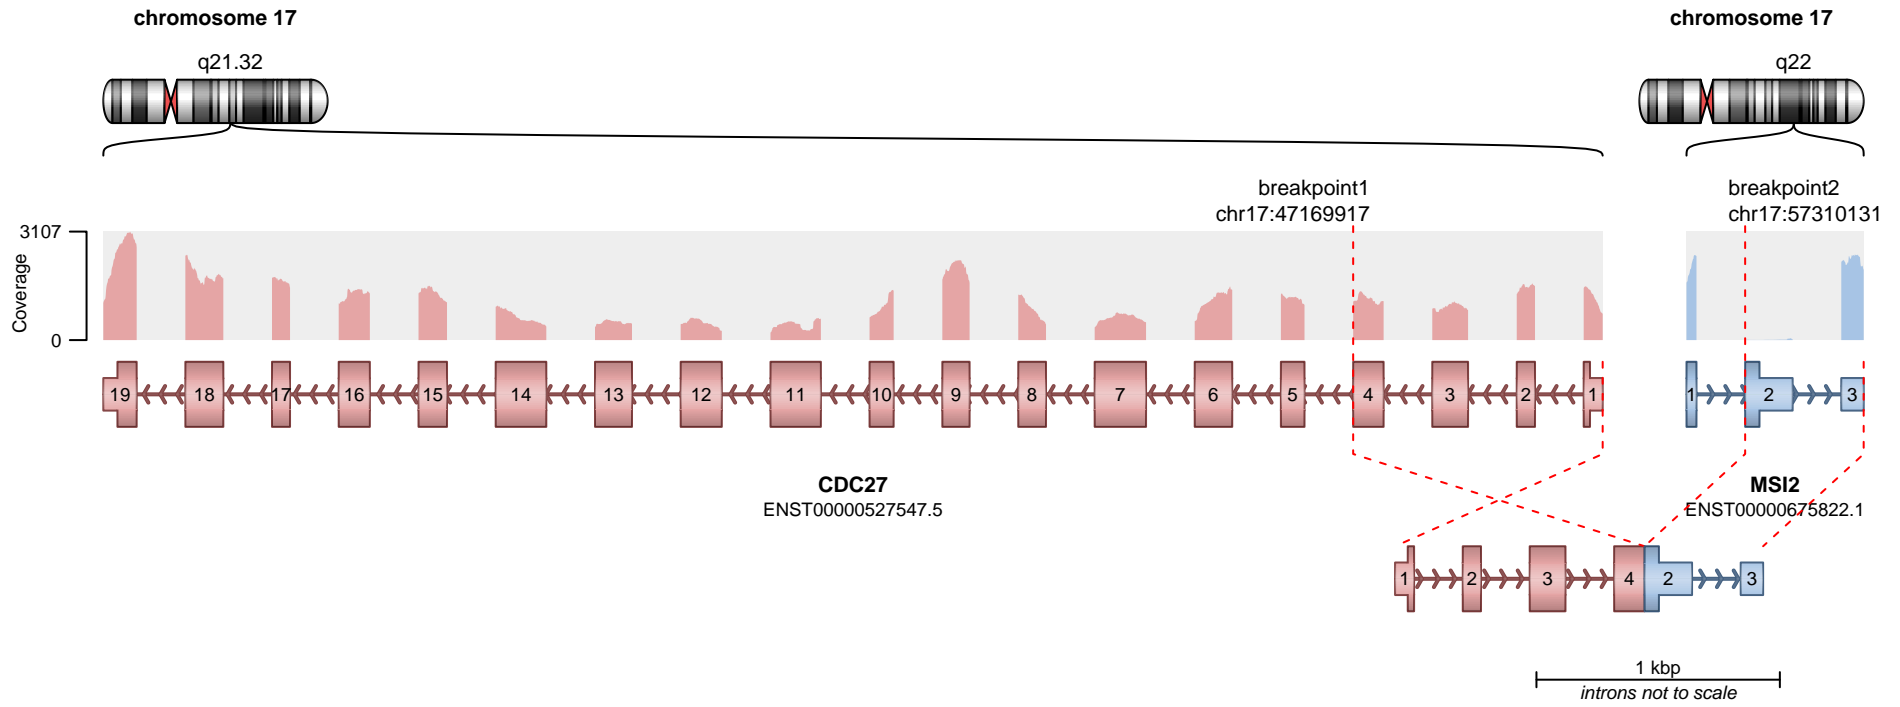 chromosome 17
chromosome 17
q21.32
q22
breakpoint1
chr17:47169917
breakpoint2
chr17:57310131
3107
Coverage
0
19 18 17 16 15 14 13 12 11 10 9 8 7 6 5 4 3 2 1
1 2 3
CDC27
ENST00000527547.5
MSI2
ENST00000675822.1
1 2 3 4 2 3
1 kbp
introns not to scale